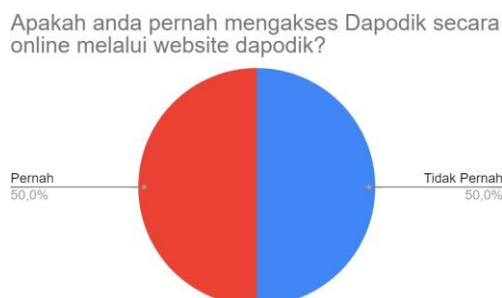 Apakah anda pernah mengakses Dapodik secara
online melalui website dapodik?
Pernah
50,0%
Tidak Pernah
50,0%